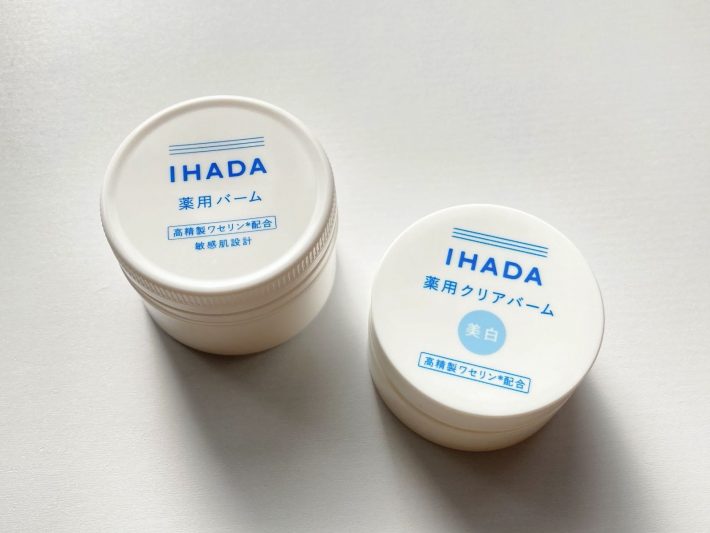 IHADA
薬用バーム
高精製ワセリン*配合
敏感肌設計
IHADA
薬用クリアバーム
美白
高精製ワセリン*配合